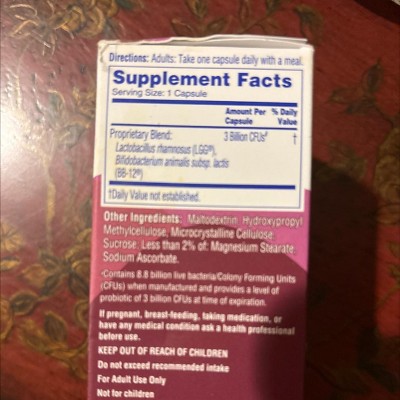 Directions: Adults: Take one capsule daily with a meal.
Supplement Facts
Serving Size: 1 Capsule
Amount Per Capsule
% Daily Value
Proprietary Blend: 3 Billion CFUs* †
Lactobacillus rhamnosus (LGG®),
Bifidobacterium animalis subsp. lactis
(BB-12®)
†Daily Value not established.
Other Ingredients: Maltodextrin, Hydroxypropyl
Methylcellulose, Microcrystalline Cellulose,
Sucrose. Less than 2% of: Magnesium Stearate,
Sodium Ascorbate.
*Contains 8.8 billion live bacteria/Colony Forming Units
(CFUs) when manufactured and provides a level of
probiotic of 3 billion CFUs at time of expiration.
If pregnant, breast-feeding, taking medication, or
have any medical condition ask a health professional
before use.
KEEP OUT OF REACH OF CHILDREN
Do not exceed recommended intake
For Adult Use Only
Not for children